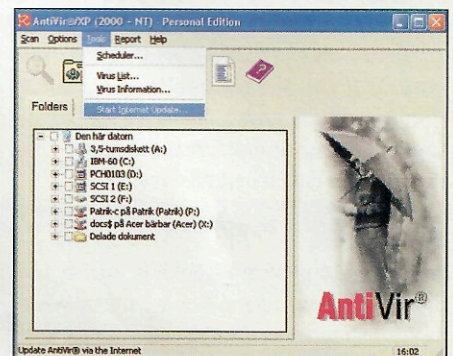 AntiVir®/XP (2000 - NT) - Personal Edition
Scan Options Tools Report Help
Scheduler...
Virus List...
Virus Information...
Start Internet Update...
Folders
Den här datorn
3,5-tumsdiskett (A:)
IBM-60 (C:)
PCH0103 (D:)
SCSI 1 (E:)
SCSI 2 (F:)
Patrik-c på Patrik (Patrik) (P:)
docs$ på Acer bärbar (Acer) (X:)
Delade dokument
AntiVir®
Update AntiVir® via the Internet
16:02